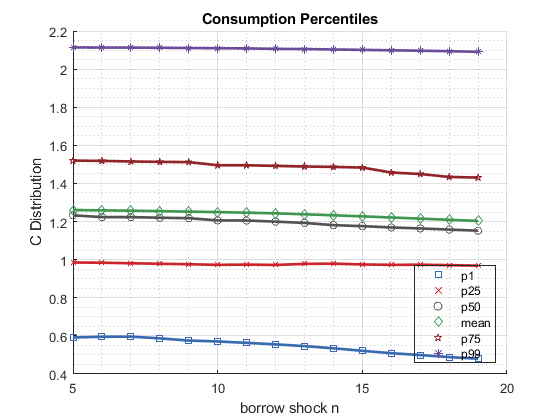 Consumption Percentiles
2.2
2
1.8
1.6
1.4
1.2
1
0.8
0.6
0.4
C Distribution
p1
p25
p50
mean
p75
p99
5
10
15
20
borrow shock n